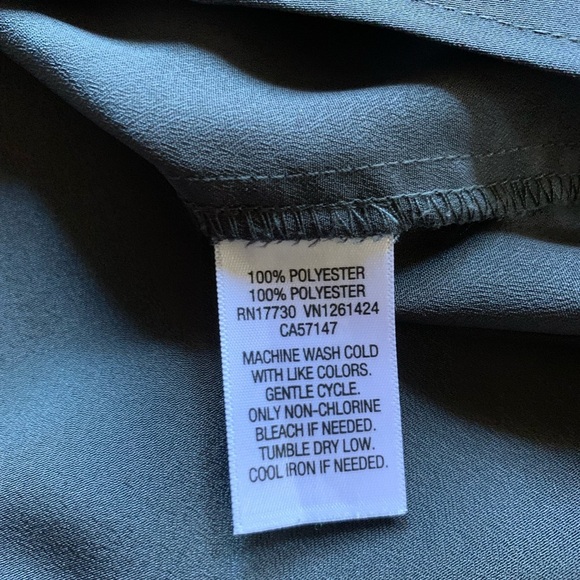 100% POLYESTER
100% POLYESTER
RN17730 VN1261424
CA57147
MACHINE WASH COLD
WITH LIKE COLORS.
GENTLE CYCLE.
ONLY NON-CHLORINE
BLEACH IF NEEDED.
TUMBLE DRY LOW.
COOL IRON IF NEEDED.